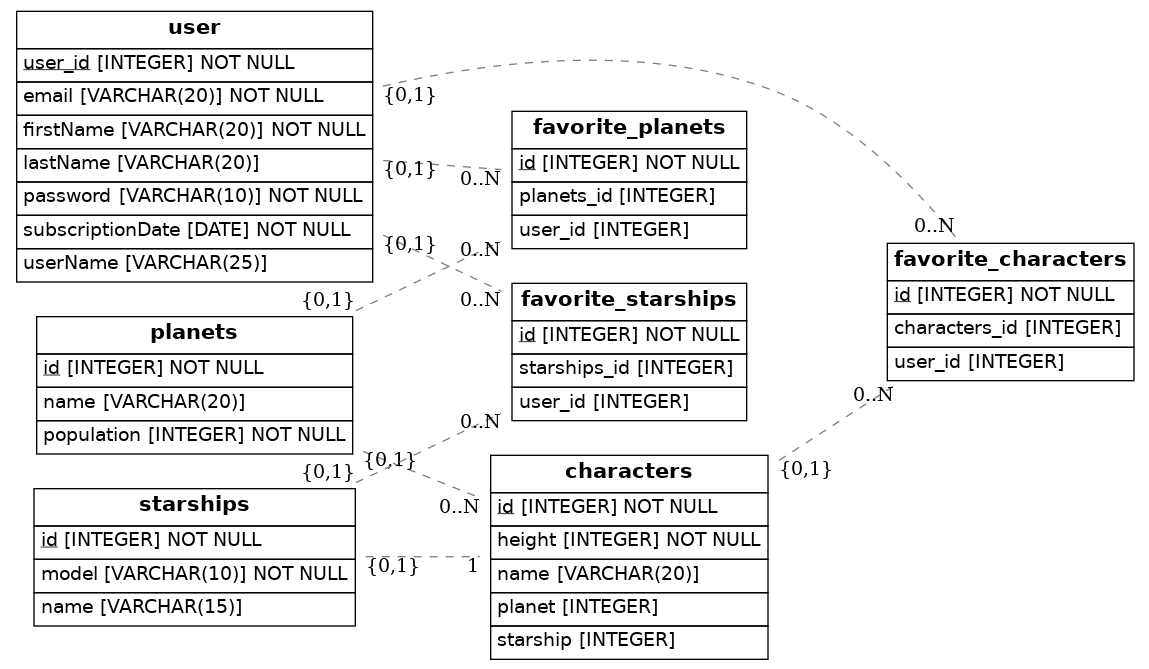 user
user_id [INTEGER] NOT NULL
email [VARCHAR(20)] NOT NULL
firstName [VARCHAR(20)] NOT NULL
lastName [VARCHAR(20)]
password [VARCHAR(10)] NOT NULL
subscriptionDate [DATE] NOT NULL
userName [VARCHAR(25)]
{0,1}
{0,1}
{0,1}
favorite_planets
id [INTEGER] NOT NULL
planets_id [INTEGER]
user_id [INTEGER]
0..N
0..N
0..N
favorite_starships
id [INTEGER] NOT NULL
starships_id [INTEGER]
user_id [INTEGER]
0..N
0..N
favorite_characters
id [INTEGER] NOT NULL
characters_id [INTEGER]
user_id [INTEGER]
0..N
{0,1}
planets
id [INTEGER] NOT NULL
name [VARCHAR(20)]
population [INTEGER] NOT NULL
{0,1}
{0,1}
starships
id [INTEGER] NOT NULL
model [VARCHAR(10)] NOT NULL
name [VARCHAR(15)]
{0,1}
0..N
1
characters
id [INTEGER] NOT NULL
height [INTEGER] NOT NULL
name [VARCHAR(20)]
planet [INTEGER]
starship [INTEGER]
{0,1}